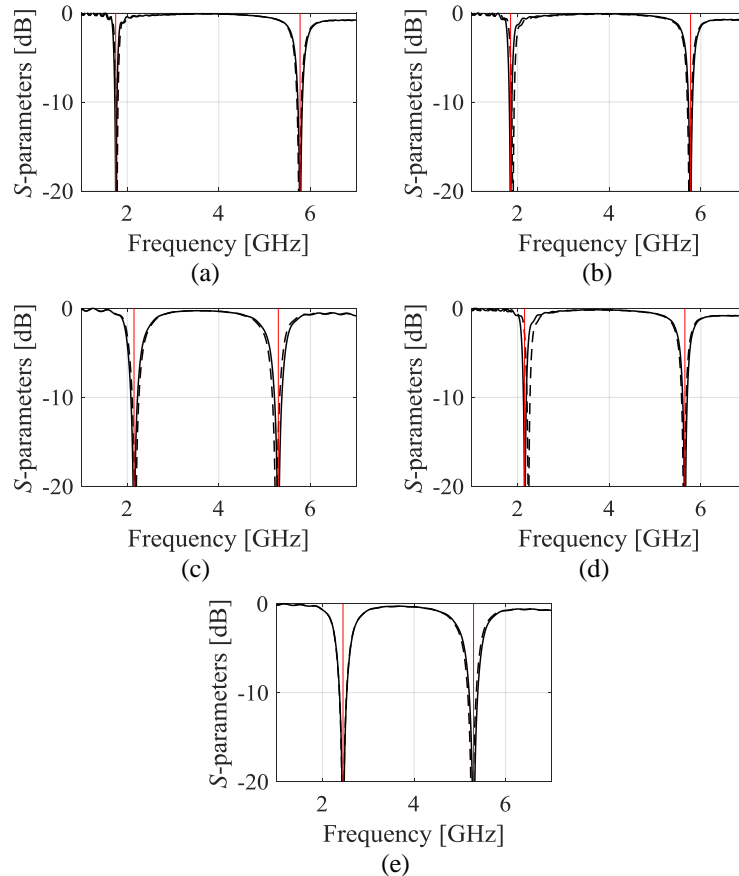 S-parameters [dB]
0
-10
-20
2 4 6
Frequency [GHz]
(a)
S-parameters [dB]
0
-10
-20
2 4 6
Frequency [GHz]
(b)
S-parameters [dB]
0
-10
-20
2 4 6
Frequency [GHz]
(c)
S-parameters [dB]
0
-10
-20
2 4 6
Frequency [GHz]
(d)
S-parameters [dB]
0
-10
-20
2 4 6
Frequency [GHz]
(e)